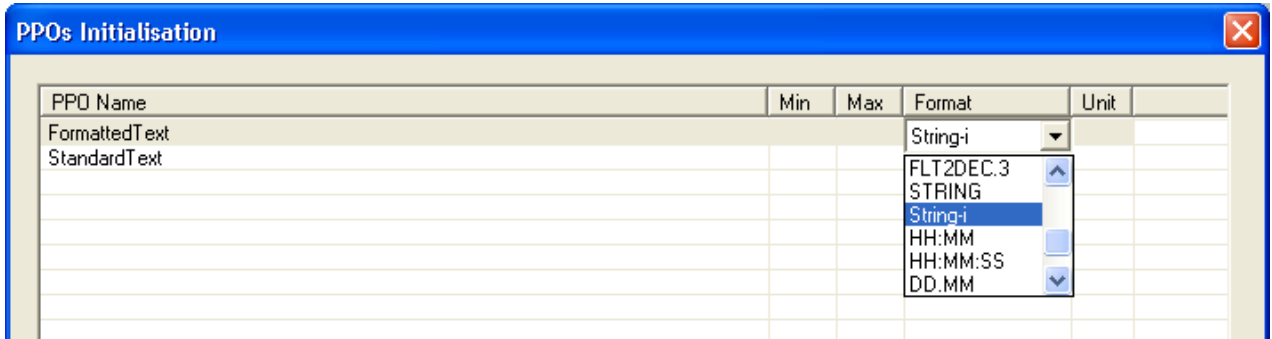 PPOs Initialisation
PPO Name Min Max Format Unit
FormattedText String-i
StandardText
FLT2DEC.3
STRING
String-i
HH:MM
HH:MM:SS
DD.MM